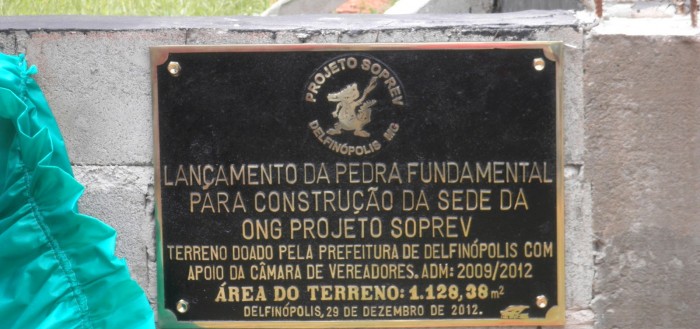 PROJETO SOPREV
DELFINÓPOLIS MG
LANÇAMENTO DA PEDRA FUNDAMENTAL
PARA CONSTRUÇÃO DA SEDE DA
ONG PROJETO SOPREV
TERRENO DOADO PELA PREFEITURA DE DELFINÓPOLIS COM
APOIO DA CÂMARA DE VEREADORES. ADM: 2009/2012
ÁREA DO TERRENO: 1.128,38 m²
DELFINÓPOLIS, 29 DE DEZEMBRO DE 2012.